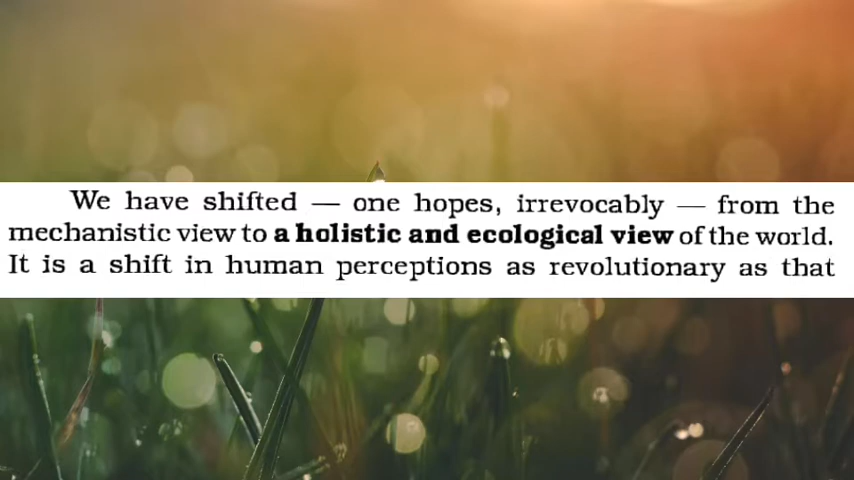 We have shifted — one hopes, irrevocably — from the
mechanistic view to a holistic and ecological view of the world.
It is a shift in human perceptions as revolutionary as that